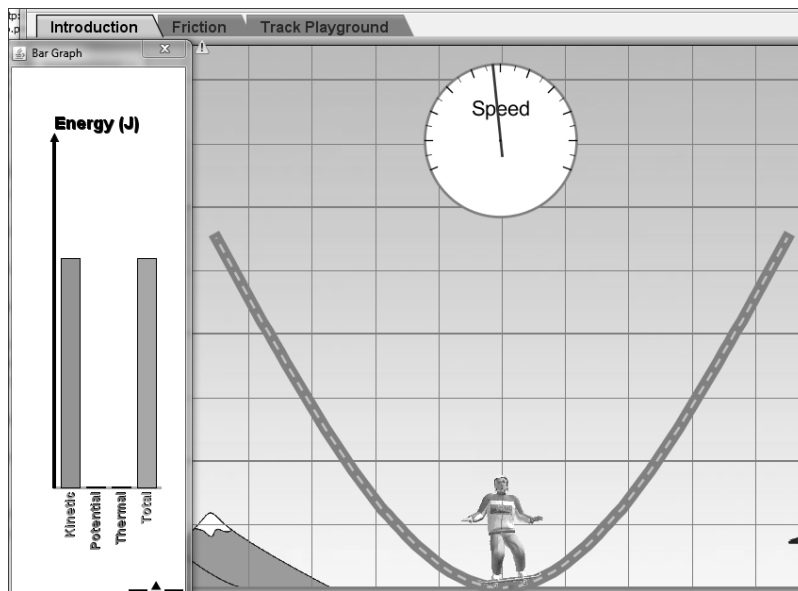 Introduction
Friction
Track Playground
Bar Graph
Speed
Energy (J)
Kinetic
Potential
Thermal
Total